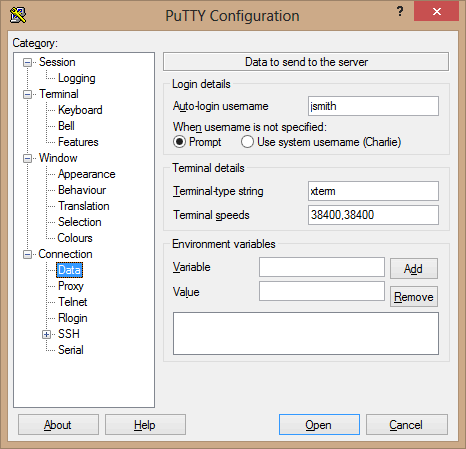 PuTTY Configuration
?
Category:
Session
Logging
Terminal
Keyboard
Bell
Features
Window
Appearance
Behaviour
Translation
Selection
Colours
Connection
Data
Proxy
Telnet
Rlogin
SSH
Serial
Data to send to the server
Login details
Auto-login username jsmith
When username is not specified:
Prompt Use system username (Charlie)
Terminal details
Terminal-type string xterm
Terminal speeds 38400,38400
Environment variables
Variable Add
Value Remove
About Help Open Cancel